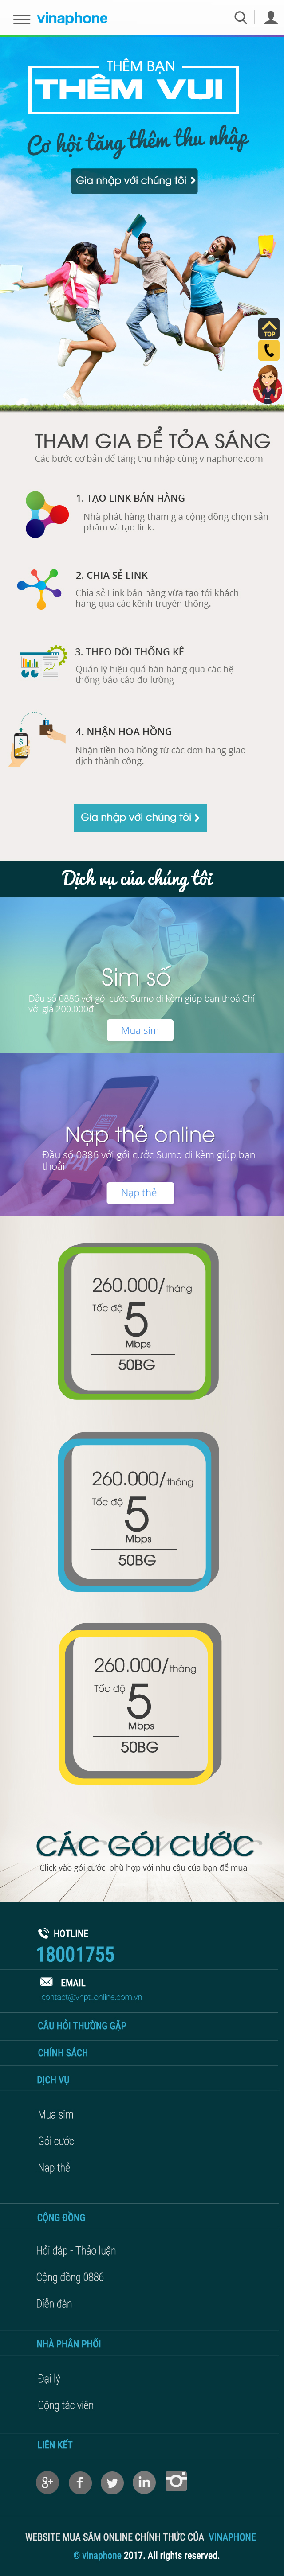 vinaphone
THÊM BẠN
THÊM VUI
Cơ hội tăng thêm thu nhập
Gia nhập với chúng tôi
TOP
THAM GIA ĐỂ TỎA SÁNG
Các bước cơ bản để tăng thu nhập cùng vinaphone.com
1. TẠO LINK BÁN HÀNG
Nhà phát hàng tham gia cộng đồng chọn sản
phẩm và tạo link.
2. CHIA SẺ LINK
Chia sẻ Link bán hàng vừa tạo tới khách
hàng qua các kênh truyền thông.
3. THEO DÕI THỐNG KÊ
Quản lý hiệu quả bán hàng qua các hệ
thống báo cáo đo lường
4. NHẬN HOA HỒNG
Nhận tiền hoa hồng từ các đơn hàng giao
dịch thành công.
Gia nhập với chúng tôi
Dịch vụ của chúng tôi
Sim số
Đầu số 0886 với gói cước Sumo đi kèm giúp bạn thoảiChỉ
với giá 200.000đ
Mua sim
Nạp thẻ online
Đầu số 0886 với gói cước Sumo đi kèm giúp bạn
thoải
PAY
Nạp thẻ
260.000/tháng
Tốc độ
5
Mbps
50BG
260.000/tháng
Tốc độ
5
Mbps
50BG
260.000/tháng
Tốc độ
5
Mbps
50BG
CÁC GÓI CƯỚC
Click vào gói cước phù hợp với nhu cầu của bạn để mua
HOTLINE
18001755
EMAIL
contact@vnpt_online.com.vn
CÂU HỎI THƯỜNG GẶP
CHÍNH SÁCH
DỊCH VỤ
Mua sim
Gói cước
Nạp thẻ
CỘNG ĐỒNG
Hỏi đáp - Thảo luận
Cộng đồng 0886
Diễn đàn
NHÀ PHÂN PHỐI
Đại lý
Cộng tác viên
LIÊN KẾT
WEBSITE MUA SẮM ONLINE CHÍNH THỨC CỦA VINAPHONE
© vinaphone 2017. All rights reserved.